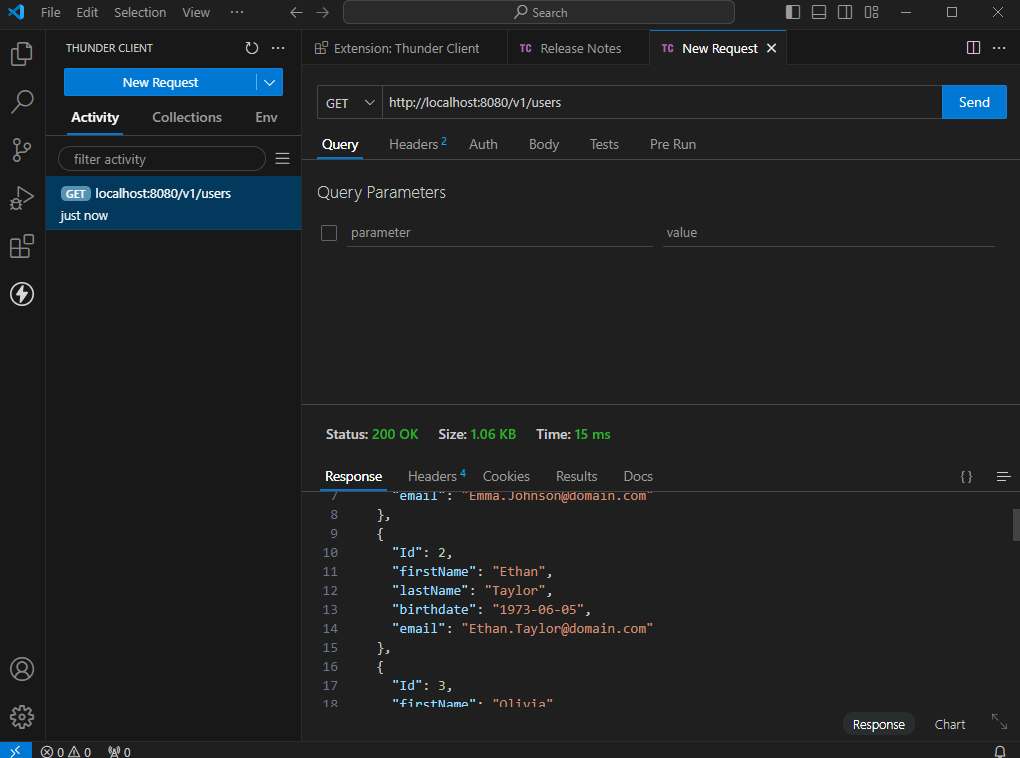 File Edit Selection View ··· Search
THUNDER CLIENT ···
New Request
Activity Collections Env
filter activity
GET localhost:8080/v1/users
just now
Extension: Thunder Client TC Release Notes TC New Request ···
GET http://localhost:8080/v1/users Send
Query Headers 2 Auth Body Tests Pre Run
Query Parameters
parameter value
Status: 200 OK Size: 1.06 KB Time: 15 ms
Response Headers 4 Cookies Results Docs {}
7 "email": "Emma.Johnson@domain.com"
8 },
9 {
10 "Id": 2,
11 "firstName": "Ethan",
12 "lastName": "Taylor",
13 "birthdate": "1973-06-05",
14 "email": "Ethan.Taylor@domain.com"
15 },
16 {
17 "Id": 3,
18 "firstName": "Olivia"
Response Chart
0 0 0